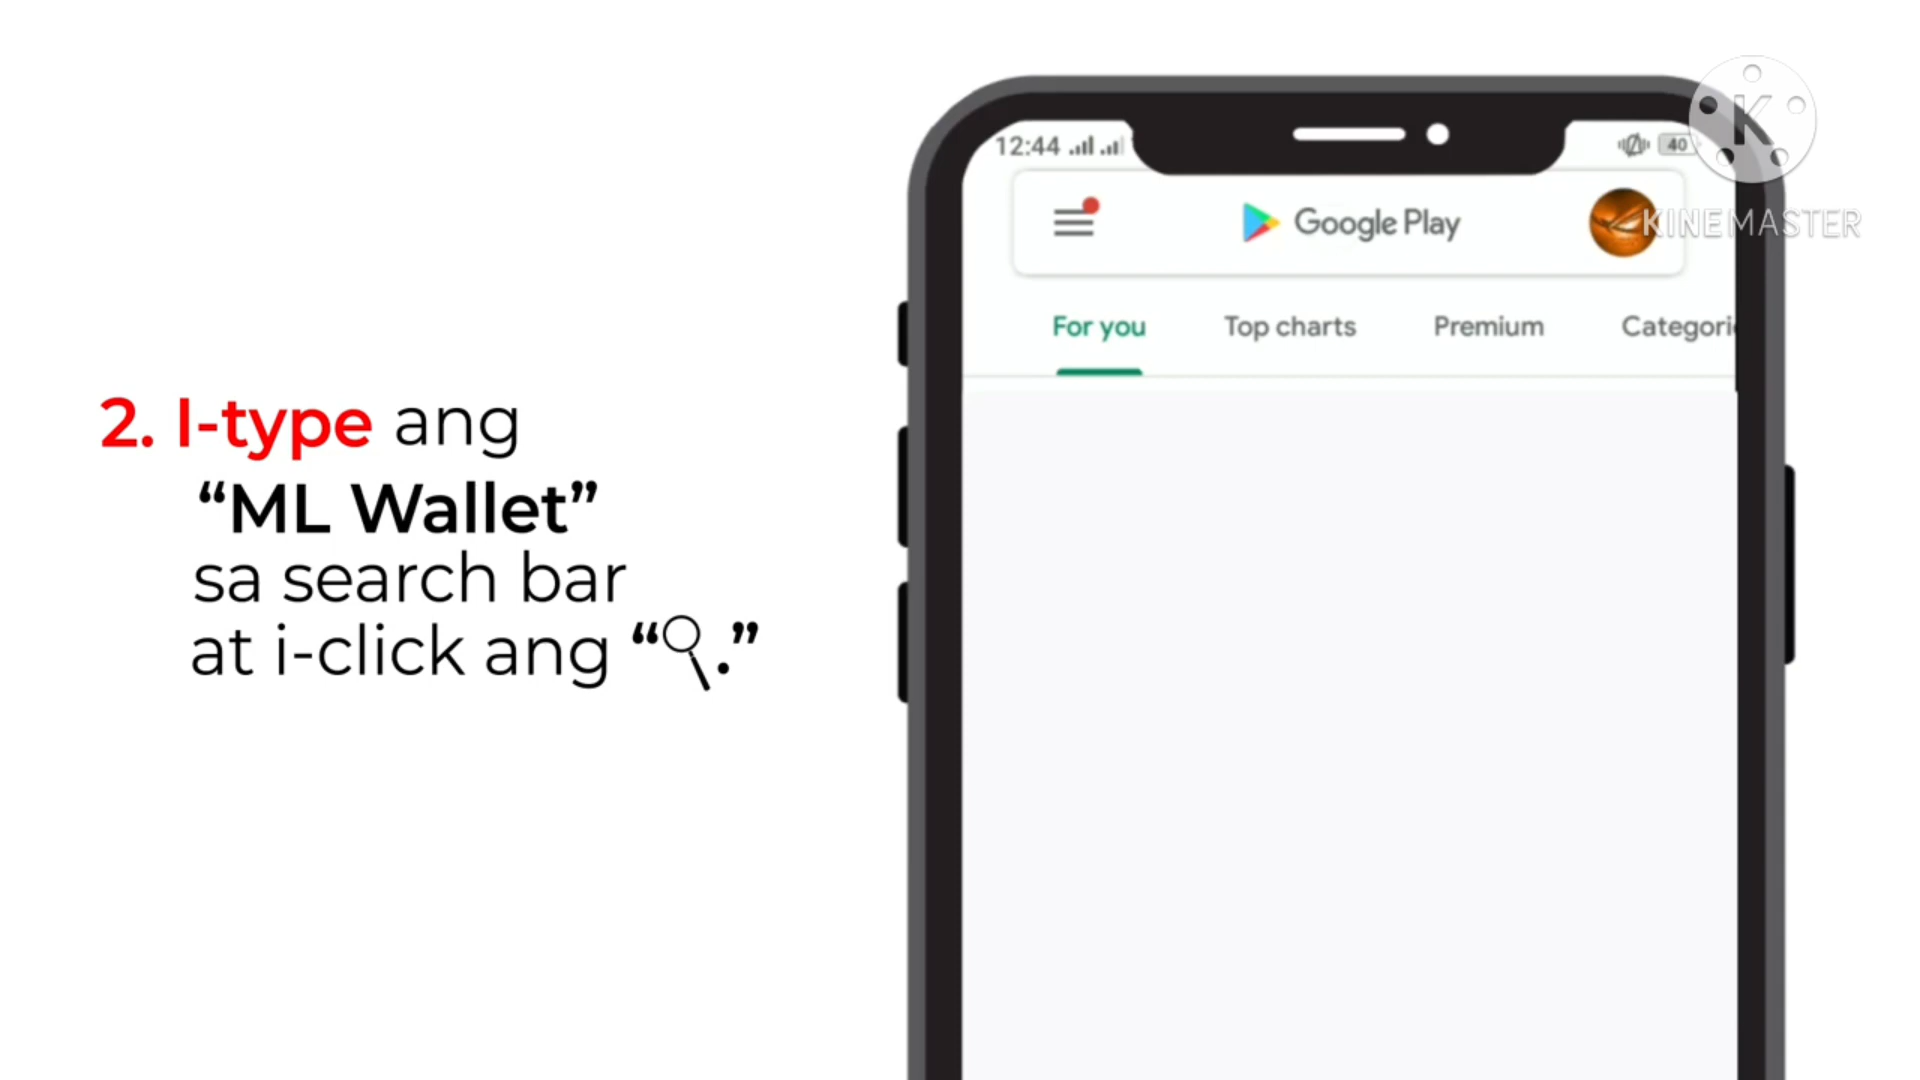 2. I-type ang
“ML Wallet”
sa search bar
at i-click ang “🔍.”
12:44
40
Google Play
For you Top charts Premium Categori
K
KINEMASTER